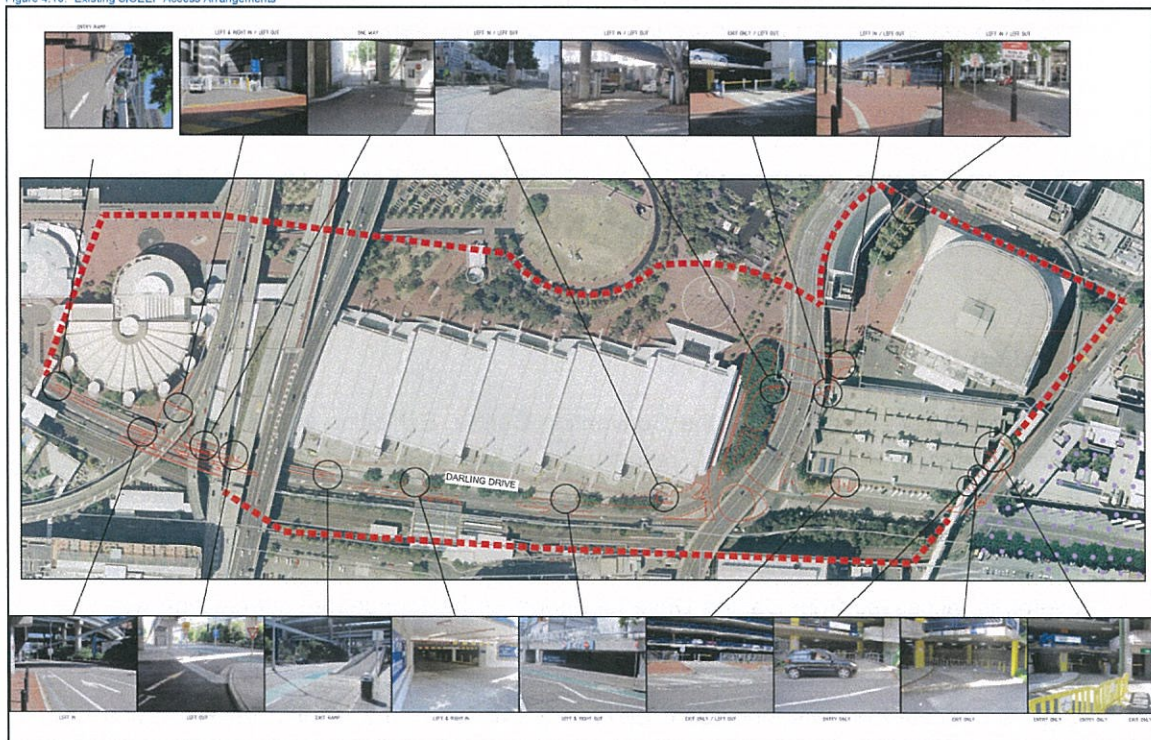 Figure 4.16: Existing SICEEP Access Arrangements
ENTRY RAMP
LEFT & RIGHT IN / LEFT OUT
ONE WAY
LEFT IN / LEFT OUT
LEFT IN / LEFT OUT
EXIT ONLY / LEFT OUT
LEFT IN / LEFT OUT
LEFT IN / LEFT OUT
DARLING DRIVE
LEFT IN
LEFT OUT
EXIT RAMP
LEFT & RIGHT IN
LEFT & RIGHT OUT
EXIT ONLY / LEFT OUT
ENTRY ONLY
EXIT ONLY
ENTRY ONLY
ENTRY ONLY
EXIT ONLY